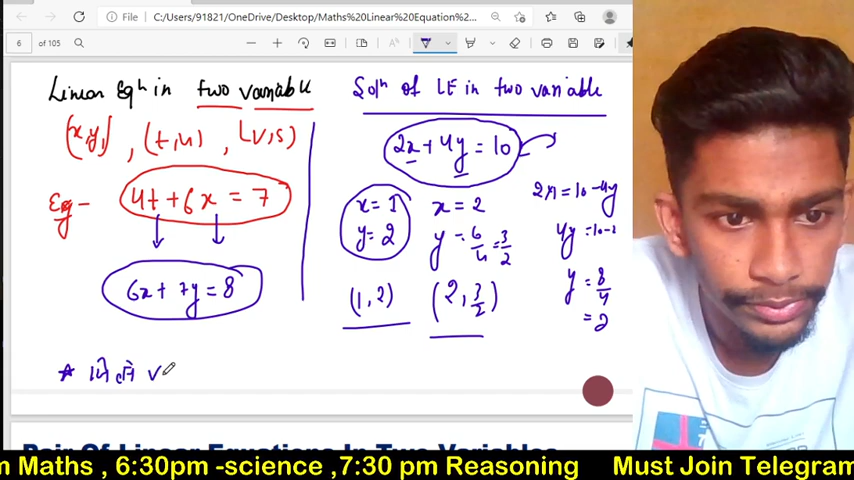 C:/Users/91821/OneDrive/Desktop/Maths%20Linear%20Equation%2...
6 of 105
Linear Eqn in two variable
(x,y), (t,u), (v,s)
Eg- 4t+6x = 7
6x + 7y = 8
Soln of LE in two variable
2x+4y = 10
x = 1
y = 2
(1,2)
x = 2
y = 6/4 = 3/2
(2, 3/2)
2x = 10-4y
4y = 10-2
y = 8/4
= 2
Pair Of Linear Equations In Two Variables
m Maths , 6:30pm -science ,7:30 pm Reasoning Must Join Telegram